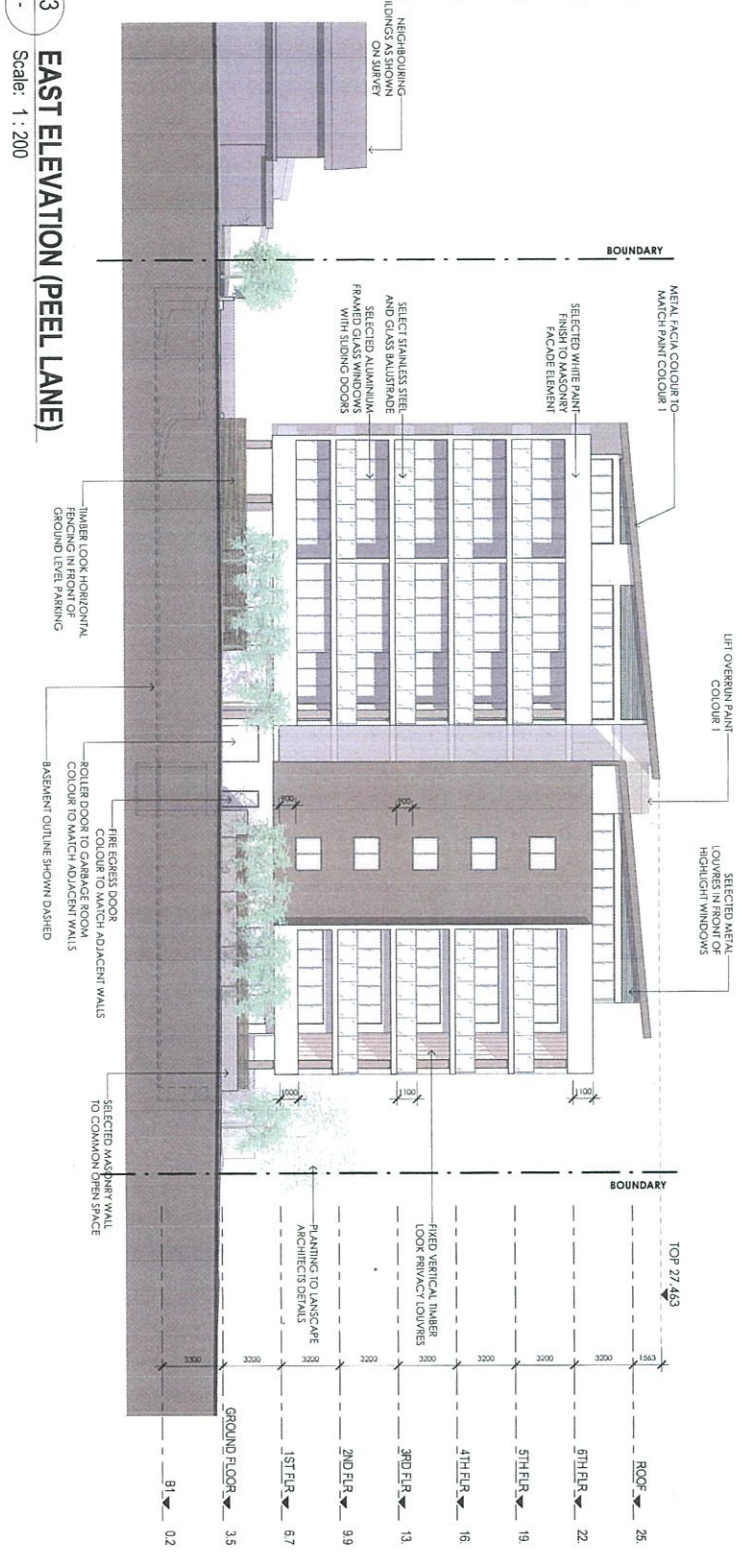 3
-
EAST ELEVATION (PEEL LANE)
Scale: 1 : 200
NEIGHBOURING
ILDINGS AS SHOWN
ON SURVEY
BOUNDARY
METAL FACIA COLOUR TO
MATCH PAINT COLOUR 1
SELECTED WHITE PAINT
FINISH TO MASONRY
FACADE ELEMENT
SELECT STAINLESS STEEL
AND GLASS BALUSTRADE
SELECTED ALUMINIUM
FRAMED GLASS WINDOWS
WITH SLIDING DOORS
LIFT OVERRUN PAINT
COLOUR 1
SELECTED METAL
LOUVRES IN FRONT OF
HIGHLIGHT WINDOWS
TIMBER LOOK HORIZONTAL
FENCING IN FRONT OF
GROUND LEVEL PARKING
BASEMENT OUTLINE SHOWN DASHED
ROLLER DOOR TO GARBAGE ROOM
COLOUR TO MATCH ADJACENT WALLS
FIRE EGRESS DOOR
COLOUR TO MATCH ADJACENT WALLS
SELECTED MASONRY WALL
TO COMMON OPEN SPACE
PLANTING TO LANSCAPE
ARCHITECTS DETAILS
FIXED VERTICAL TIMBER
LOOK PRIVACY LOUVRES
900
900
1000
1100
1100
BOUNDARY
TOP 27.463
1563
3200
3200
3200
3200
3200
3200
3200
3300
ROOF 25.
6TH FLR 22.
5TH FLR 19.
4TH FLR 16.
3RD FLR 13.
2ND FLR 9.9
1ST FLR 6.7
GROUND FLOOR 3.5
B1 0.2